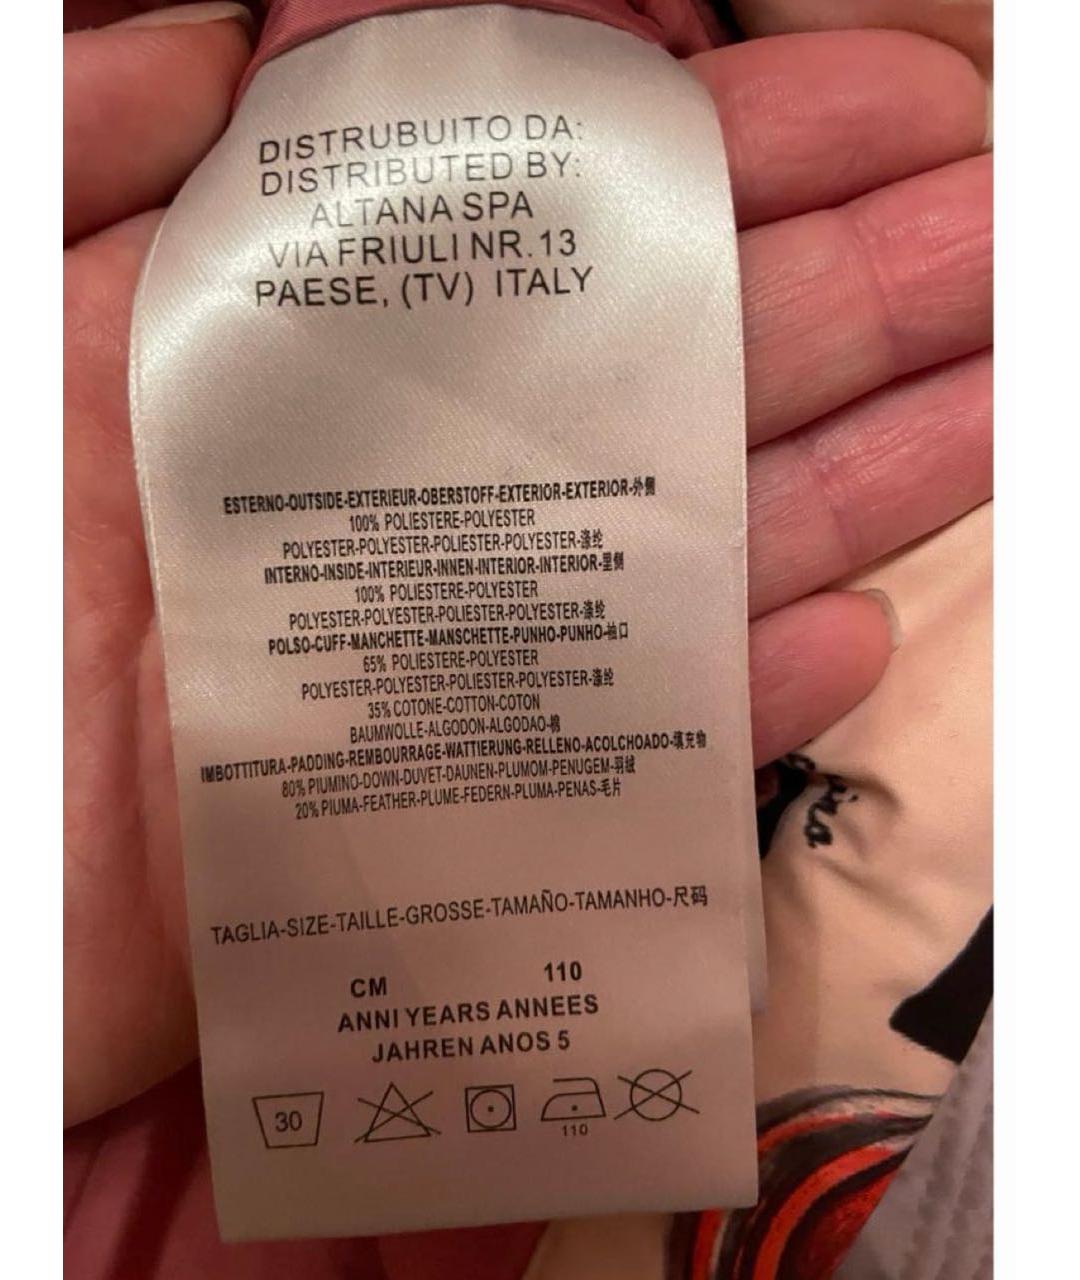 DISTRUBUITO DA:
DISTRIBUTED BY:
ALTANA SPA
VIA FRIULI NR. 13
PAESE, (TV) ITALY
ESTERNO-OUTSIDE-EXTERIEUR-OBERSTOFF-EXTERIOR-EXTERIOR-外侧
100% POLIESTERE-POLYESTER
POLYESTER-POLYESTER-POLIESTER-POLYESTER-涤纶
INTERNO-INSIDE-INTERIEUR-INNEN-INTERIOR-INTERIOR-里侧
100% POLIESTERE-POLYESTER
POLYESTER-POLYESTER-POLIESTER-POLYESTER-涤纶
POLSO-CUFF-MANCHETTE-MANSCHETTE-PUNHO-PUNHO-袖口
65% POLIESTERE-POLYESTER
POLYESTER-POLYESTER-POLIESTER-POLYESTER-涤纶
35% COTONE-COTTON-COTON
BAUMWOLLE-ALGODON-ALGODAO-棉
IMBOTTITURA-PADDING-REMBOURRAGE-WATTIERUNG-RELLENO-ACOLCHOADO-填充物
80% PIUMINO-DOWN-DUVET-DAUNEN-PLUMOM-PENUGEM-羽绒
20% PIUMA-FEATHER-PLUME-FEDERN-PLUMA-PENAS-毛片
TAGLIA-SIZE-TAILLE-GROSSE-TAMAÑO-TAMANHO-尺码
CM 110
ANNI YEARS ANNEES
JAHREN ANOS 5
30
110